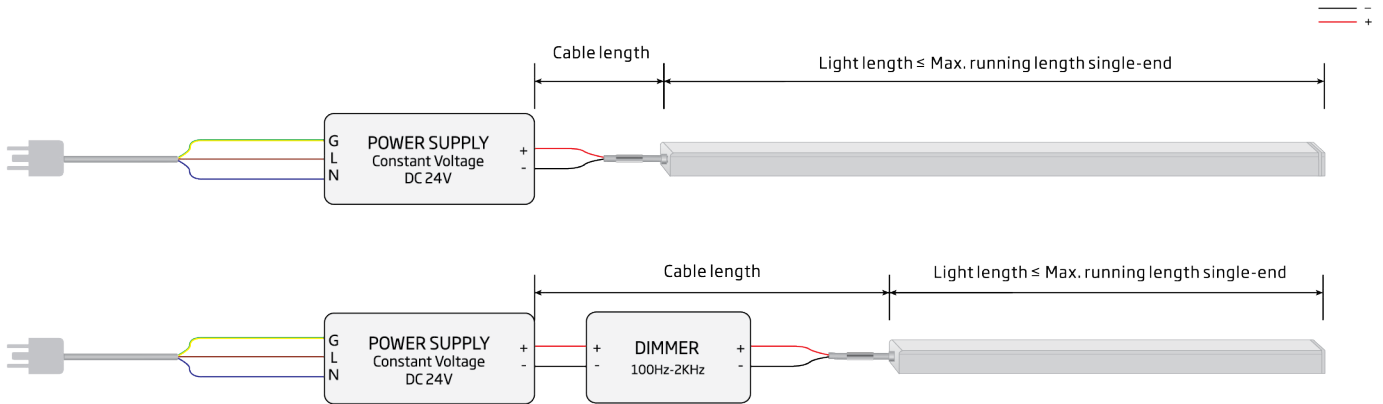 -
+
Cable length
Light length ≤ Max. running length single-end
G
L
N
POWER SUPPLY
Constant Voltage
DC 24V
+
-
Cable length
Light length ≤ Max. running length single-end
G
L
N
POWER SUPPLY
Constant Voltage
DC 24V
+
-
+
-
DIMMER
100Hz-2KHz
+
-